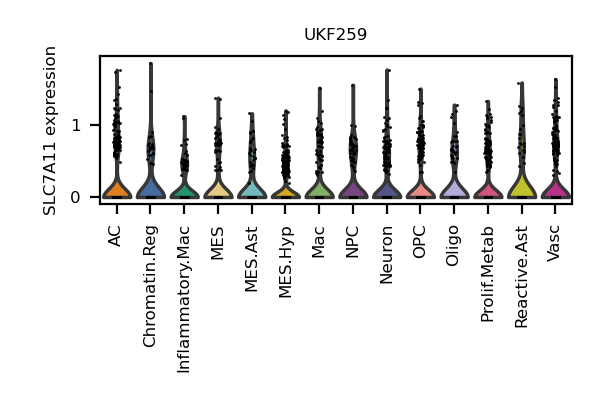 UKF259
SLC7A11 expression
1
0
AC
Chromatin.Reg
Inflammatory.Mac
MES
MES.Ast
MES.Hyp
Mac
NPC
Neuron
OPC
Oligo
Prolif.Metab
Reactive.Ast
Vasc